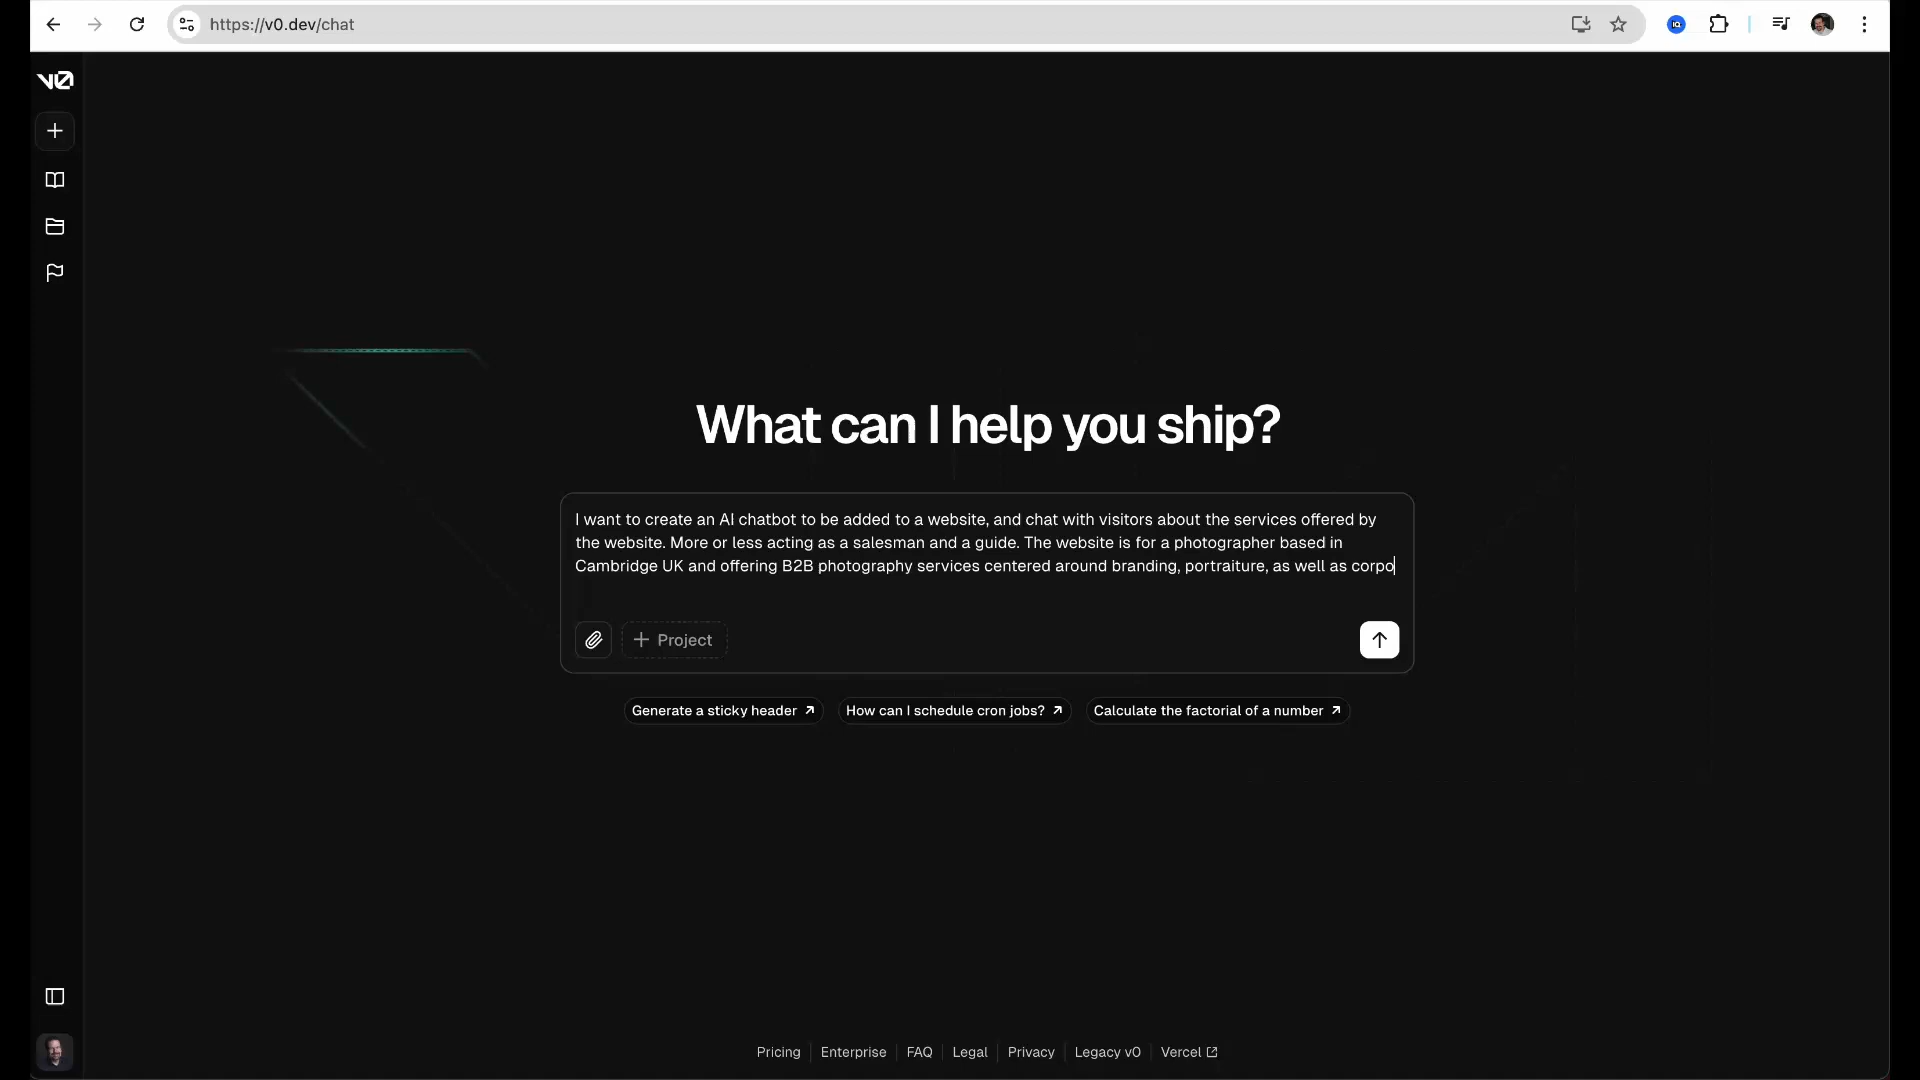 https://v0.dev/chat
v0
What can I help you ship?
I want to create an AI chatbot to be added to a website, and chat with visitors about the services offered by
the website. More or less acting as a salesman and a guide. The website is for a photographer based in
Cambridge UK and offering B2B photography services centered around branding, portraiture, as well as corpo
Project
Generate a sticky header
How can I schedule cron jobs?
Calculate the factorial of a number
Pricing
Enterprise
FAQ
Legal
Privacy
Legacy v0
Vercel